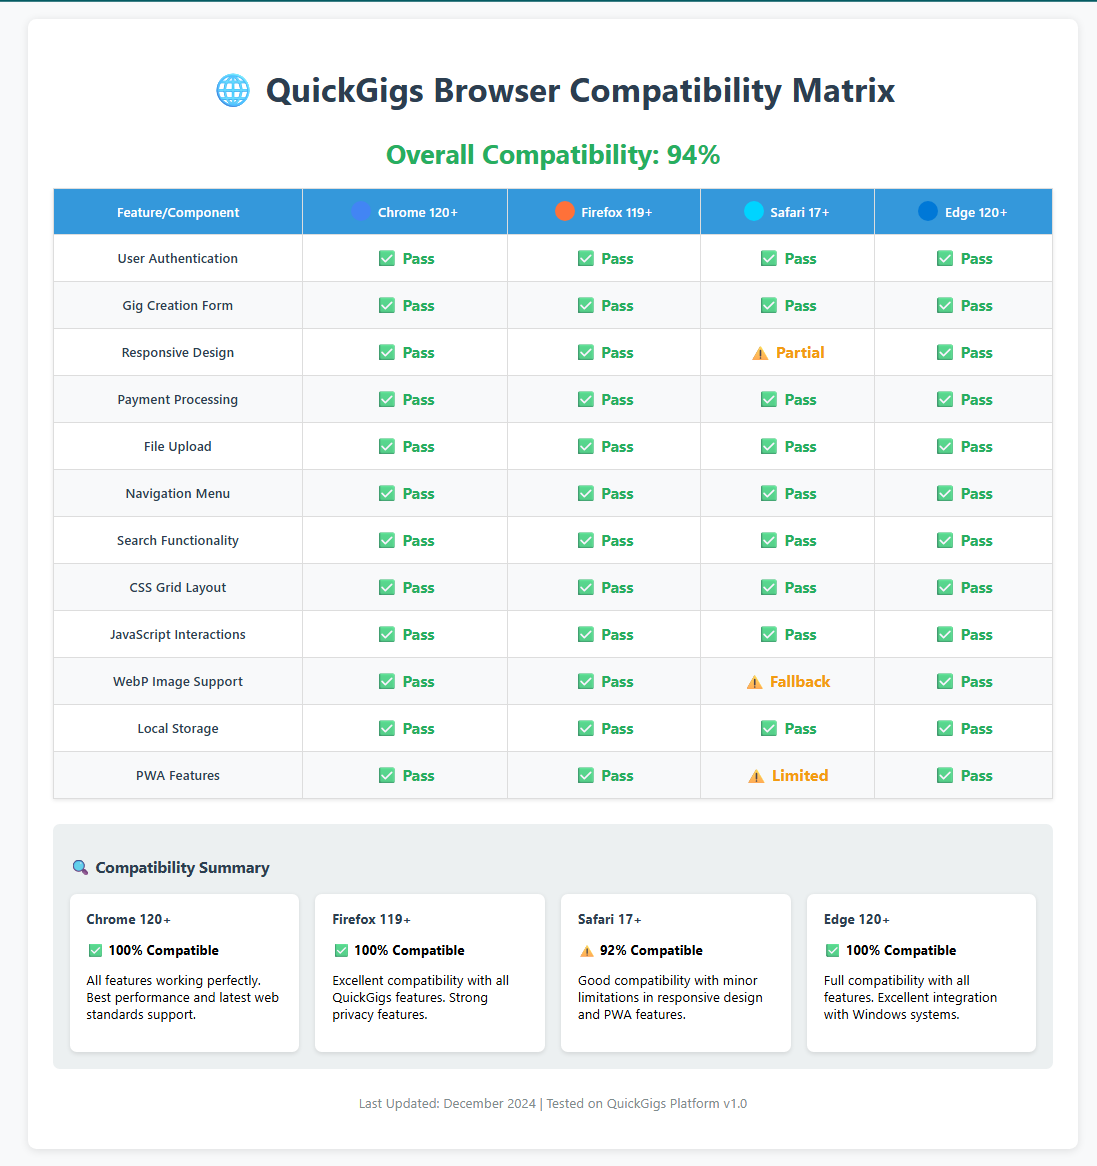 QuickGigs Browser Compatibility Matrix
Overall Compatibility: 94%
Feature/Component Chrome 120+ Firefox 119+ Safari 17+ Edge 120+
User Authentication Pass Pass Pass Pass
Gig Creation Form Pass Pass Pass Pass
Responsive Design Pass Pass Partial Pass
Payment Processing Pass Pass Pass Pass
File Upload Pass Pass Pass Pass
Navigation Menu Pass Pass Pass Pass
Search Functionality Pass Pass Pass Pass
CSS Grid Layout Pass Pass Pass Pass
JavaScript Interactions Pass Pass Pass Pass
WebP Image Support Pass Pass Fallback Pass
Local Storage Pass Pass Pass Pass
PWA Features Pass Pass Limited Pass
Compatibility Summary
Chrome 120+
100% Compatible
All features working perfectly.
Best performance and latest web
standards support.
Firefox 119+
100% Compatible
Excellent compatibility with all
QuickGigs features. Strong
privacy features.
Safari 17+
92% Compatible
Good compatibility with minor
limitations in responsive design
and PWA features.
Edge 120+
100% Compatible
Full compatibility with all
features. Excellent integration
with Windows systems.
Last Updated: December 2024 | Tested on QuickGigs Platform v1.0